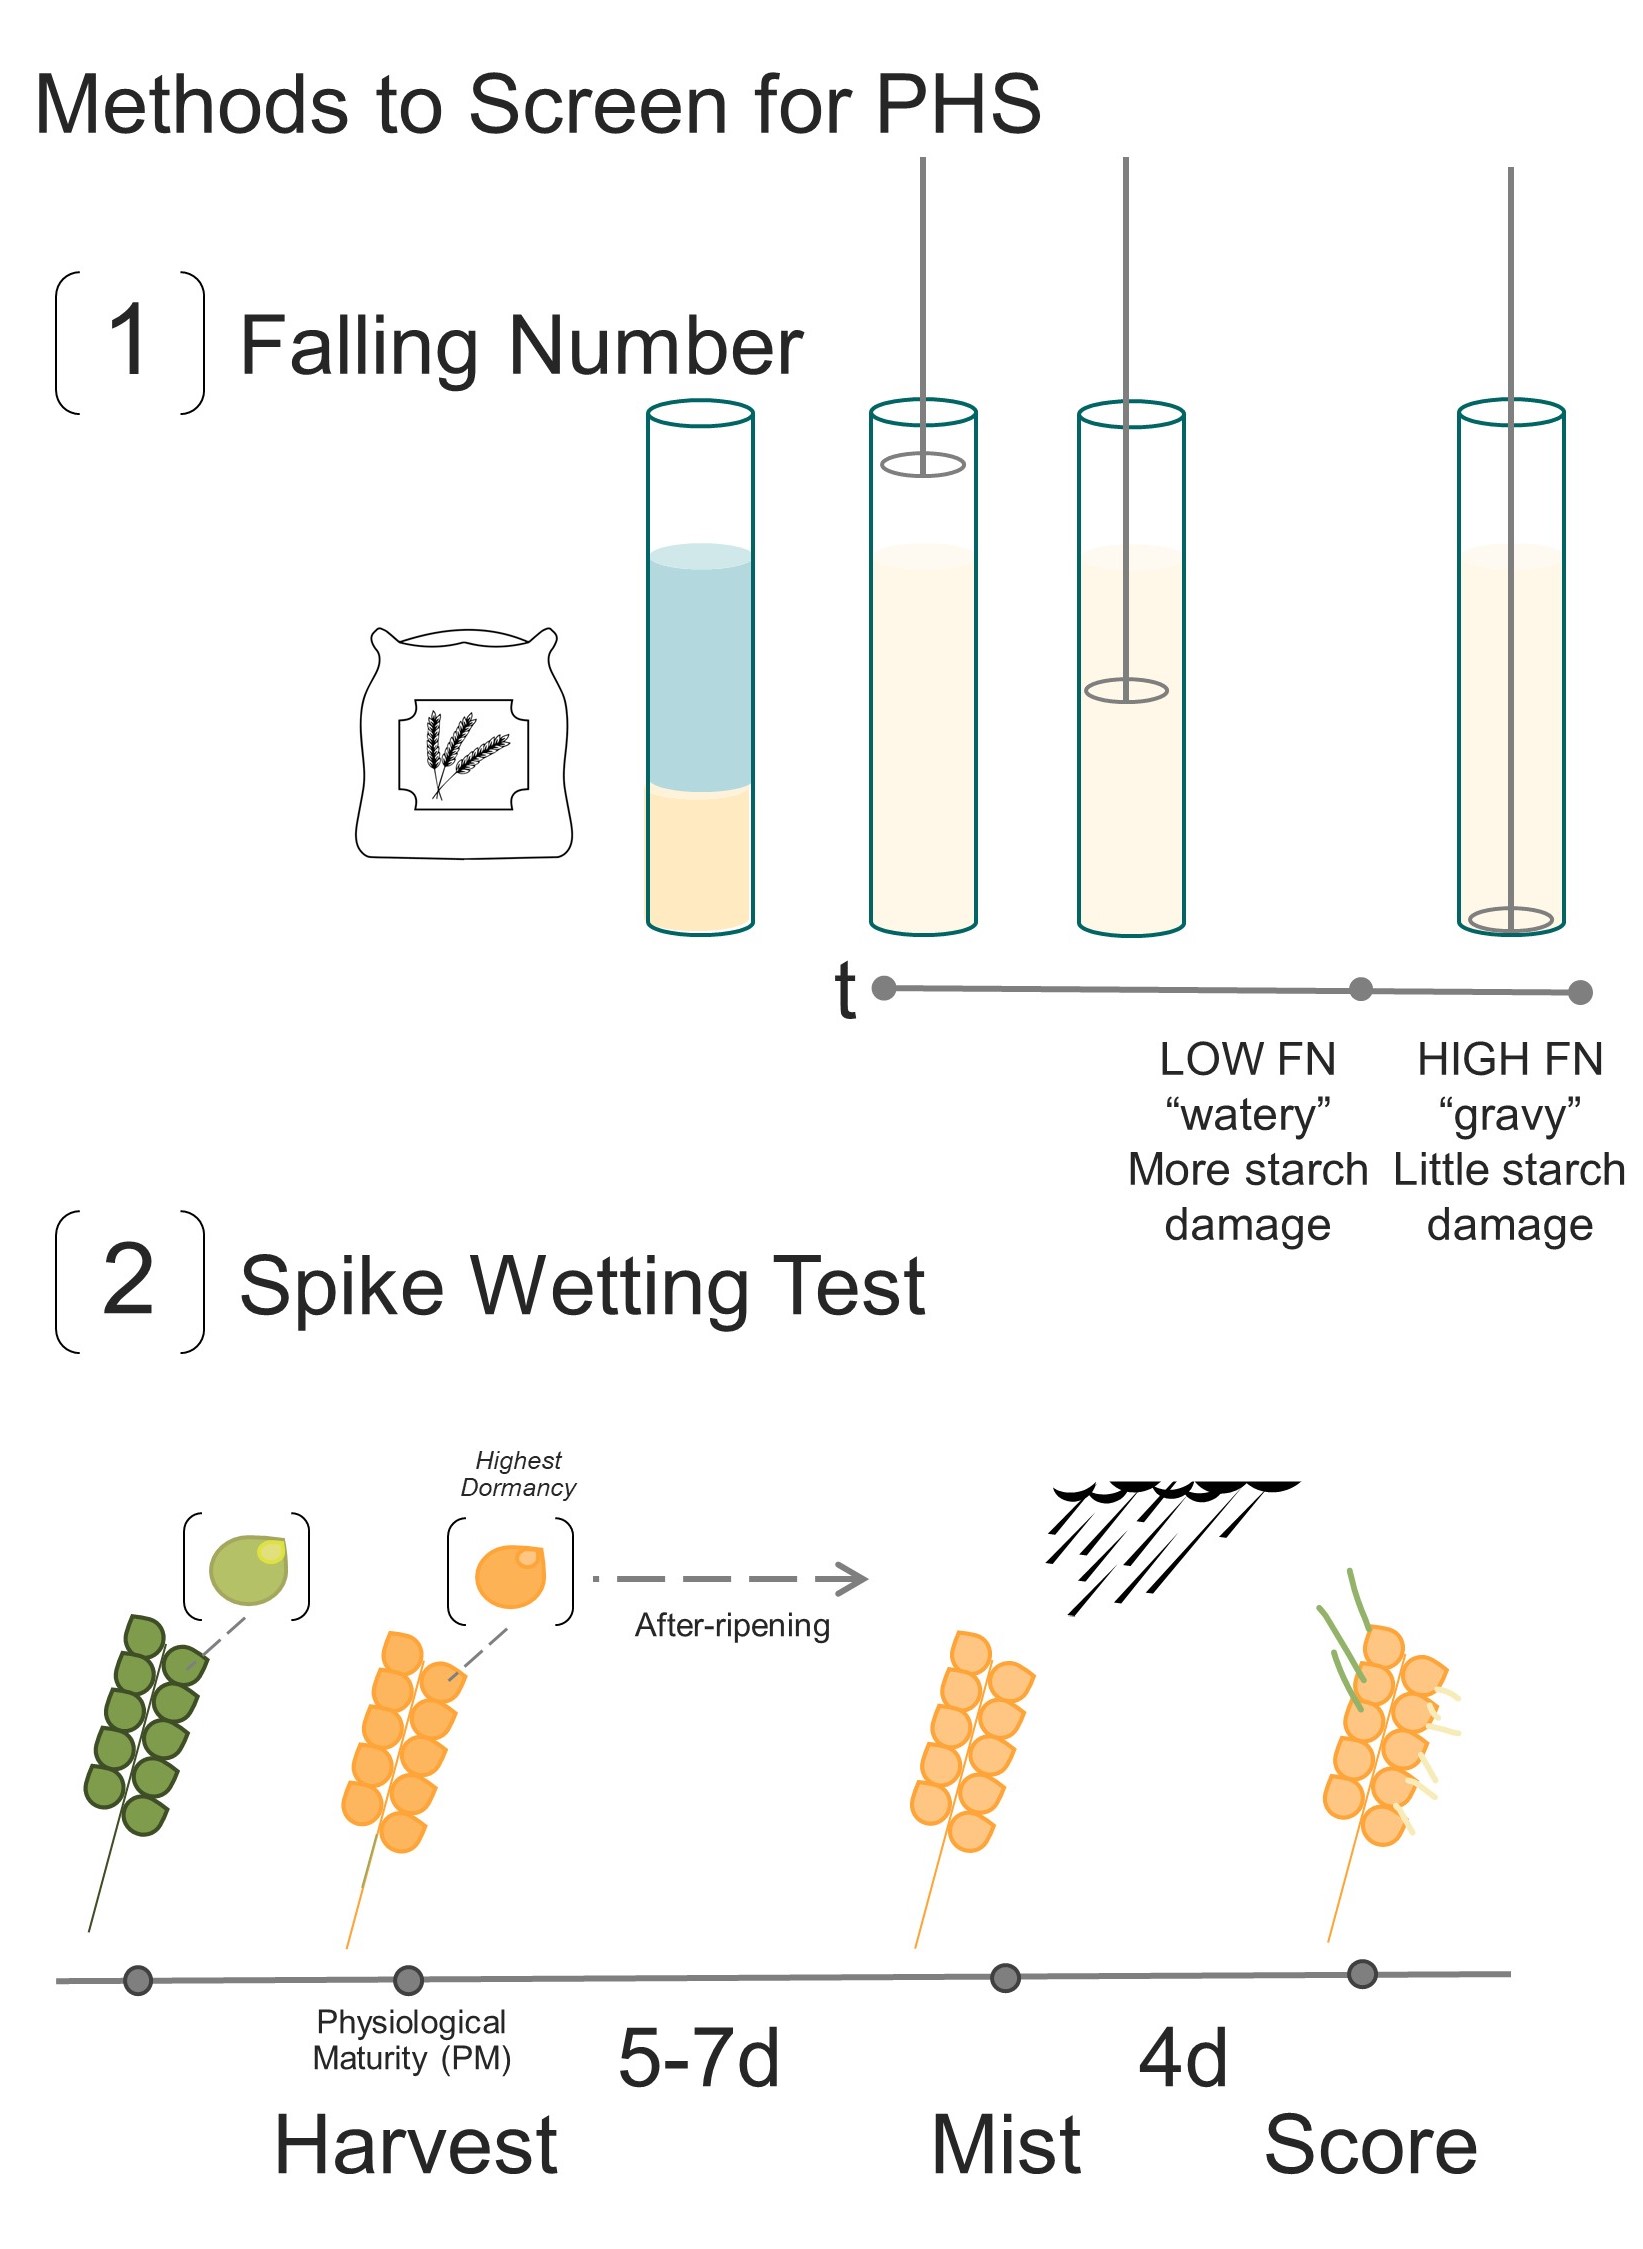 Methods to Screen for PHS
1
Falling Number
t
LOW FN
“watery”
More starch
damage
HIGH FN
“gravy”
Little starch
damage
2
Spike Wetting Test
Highest
Dormancy
After-ripening
Physiological
Maturity (PM)
5-7d
4d
Harvest
Mist
Score